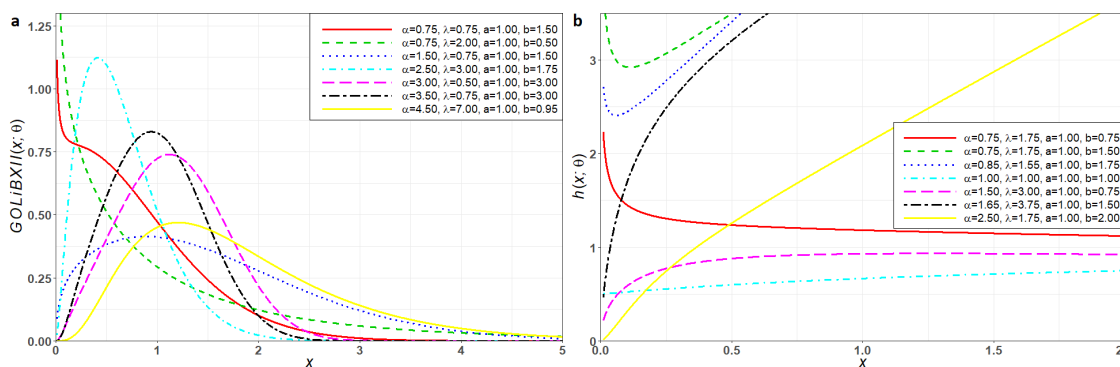 a
GOLiBXII(x; θ)
1.25
1.00
0.75
0.50
0.25
0.00
0
1
2
3
4
5
x
α=0.75, λ=0.75, a=1.00, b=1.50
α=0.75, λ=2.00, a=1.00, b=0.50
α=1.50, λ=0.75, a=1.00, b=1.50
α=2.50, λ=3.00, a=1.00, b=1.75
α=3.00, λ=0.50, a=1.00, b=3.00
α=3.50, λ=0.75, a=1.00, b=3.00
α=4.50, λ=7.00, a=1.00, b=0.95
b
h(x; θ)
3
2
1
0
0.0
0.5
1.0
1.5
2.0
x
α=0.75, λ=1.75, a=1.00, b=0.75
α=0.75, λ=1.75, a=1.00, b=1.50
α=0.85, λ=1.55, a=1.00, b=1.75
α=1.00, λ=1.00, a=1.00, b=1.00
α=1.50, λ=3.00, a=1.00, b=0.75
α=1.65, λ=3.75, a=1.00, b=1.50
α=2.50, λ=1.75, a=1.00, b=2.00